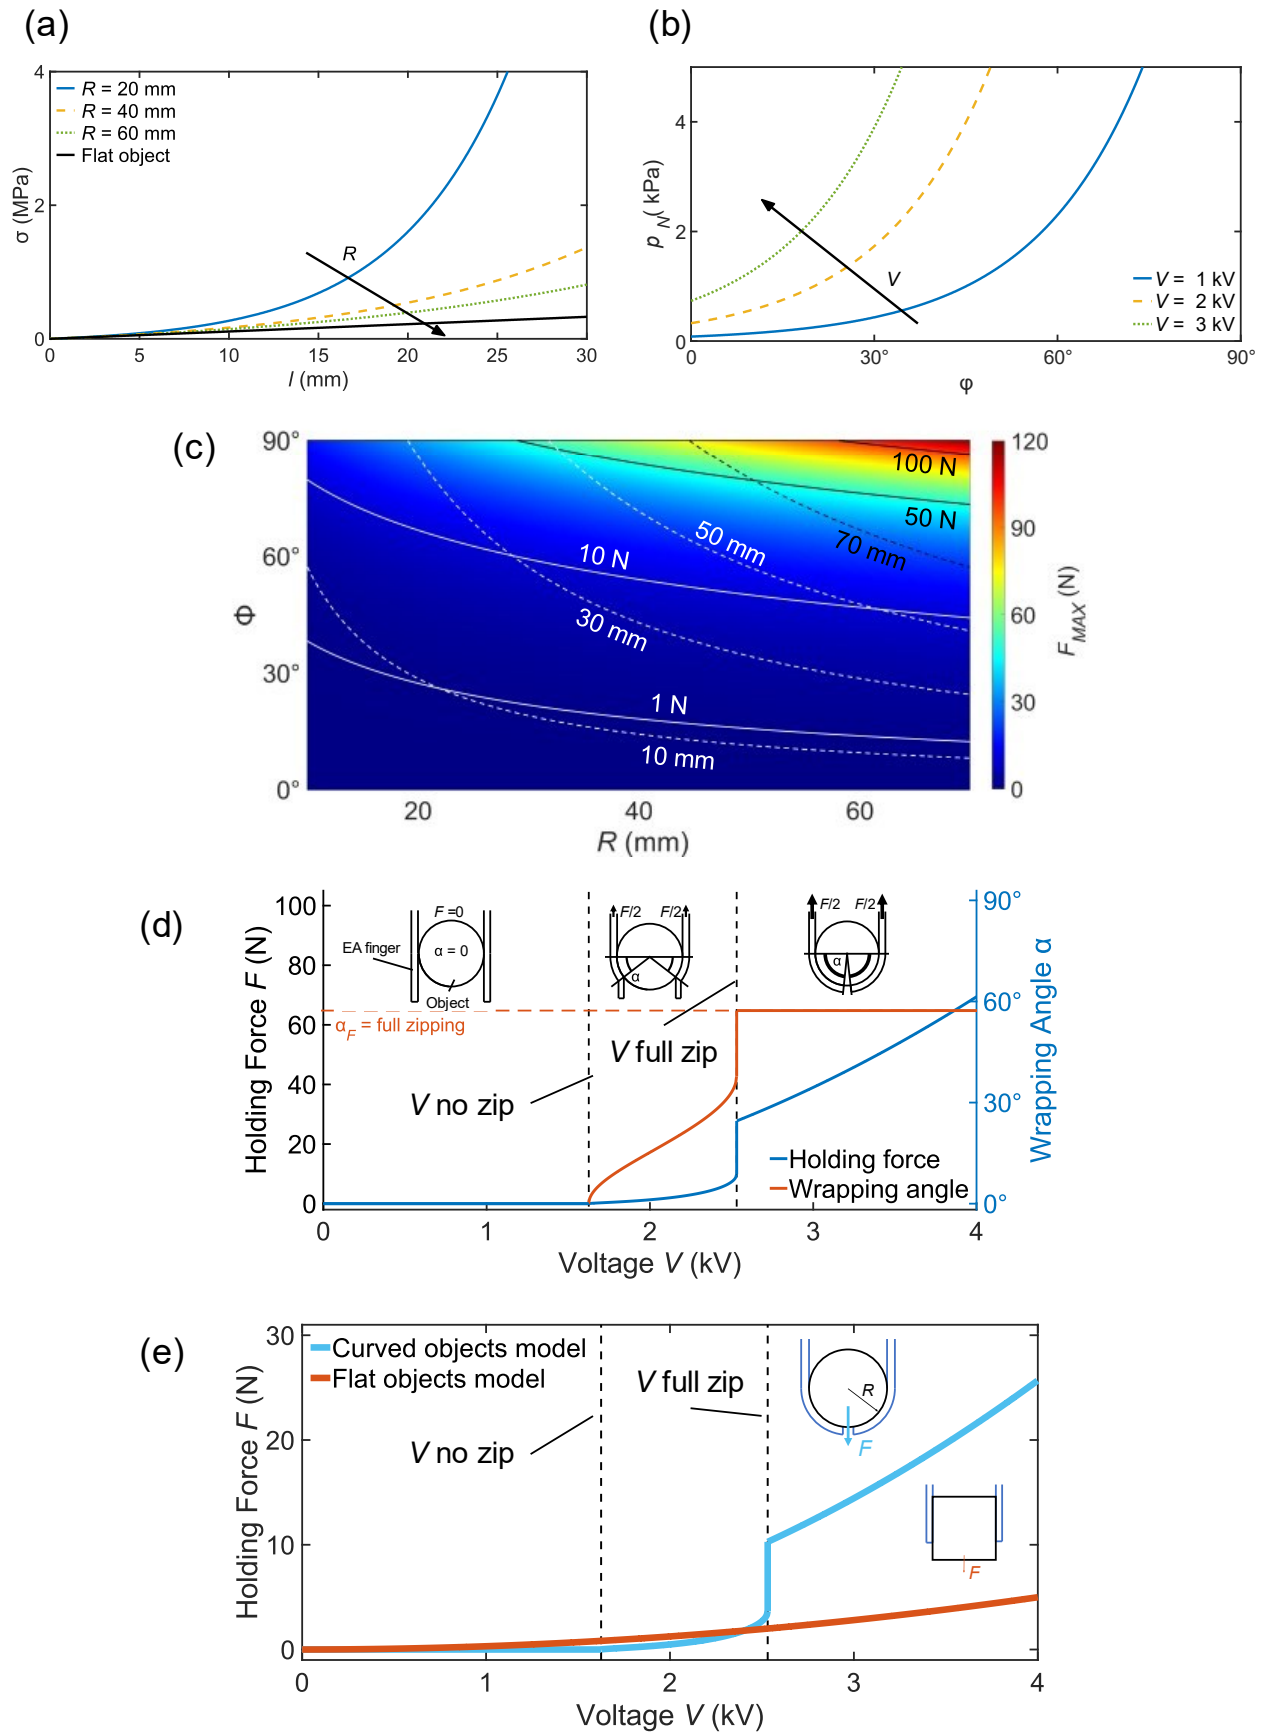 (a)
4
2
0
σ (MPa)
R = 20 mm
R = 40 mm
R = 60 mm
Flat object
R
0 5 10 15 20 25 30
l (mm)
(b)
4
2
0
p_N( kPa)
V
V = 1 kV
V = 2 kV
V = 3 kV
0 30° 60° 90°
φ
(c)
90°
60°
30°
0°
Φ
100 N
50 N
70 mm
50 mm
10 N
30 mm
1 N
10 mm
20 40 60
R (mm)
120
90
60
30
0
F_MAX (N)
(d)
100
80
60
40
20
0
Holding Force F (N)
F =0
EA finger
α = 0
Object
F/2 F/2
α
F/2 F/2
α
α_F = full zipping
V full zip
V no zip
Holding force
Wrapping angle
90°
60°
30°
0°
Wrapping Angle α
0 1 2 3 4
Voltage V (kV)
(e)
30
20
10
0
Holding Force F (N)
Curved objects model
Flat objects model
V full zip
V no zip
R
F
F
0 1 2 3 4
Voltage V (kV)